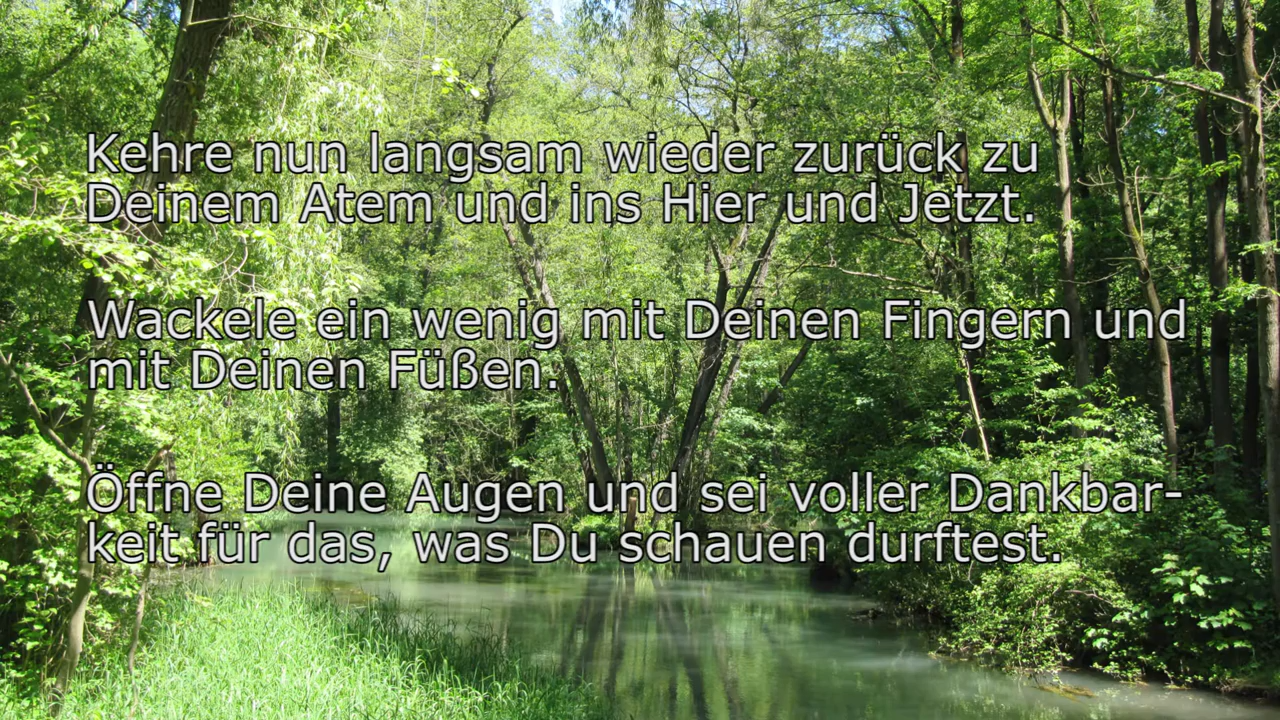 Kehre nun langsam wieder zurück zu
Deinem Atem und ins Hier und Jetzt.
Wackele ein wenig mit Deinen Fingern und
mit Deinen Füßen.
Öffne Deine Augen und sei voller Dankbar-
keit für das, was Du schauen durftest.